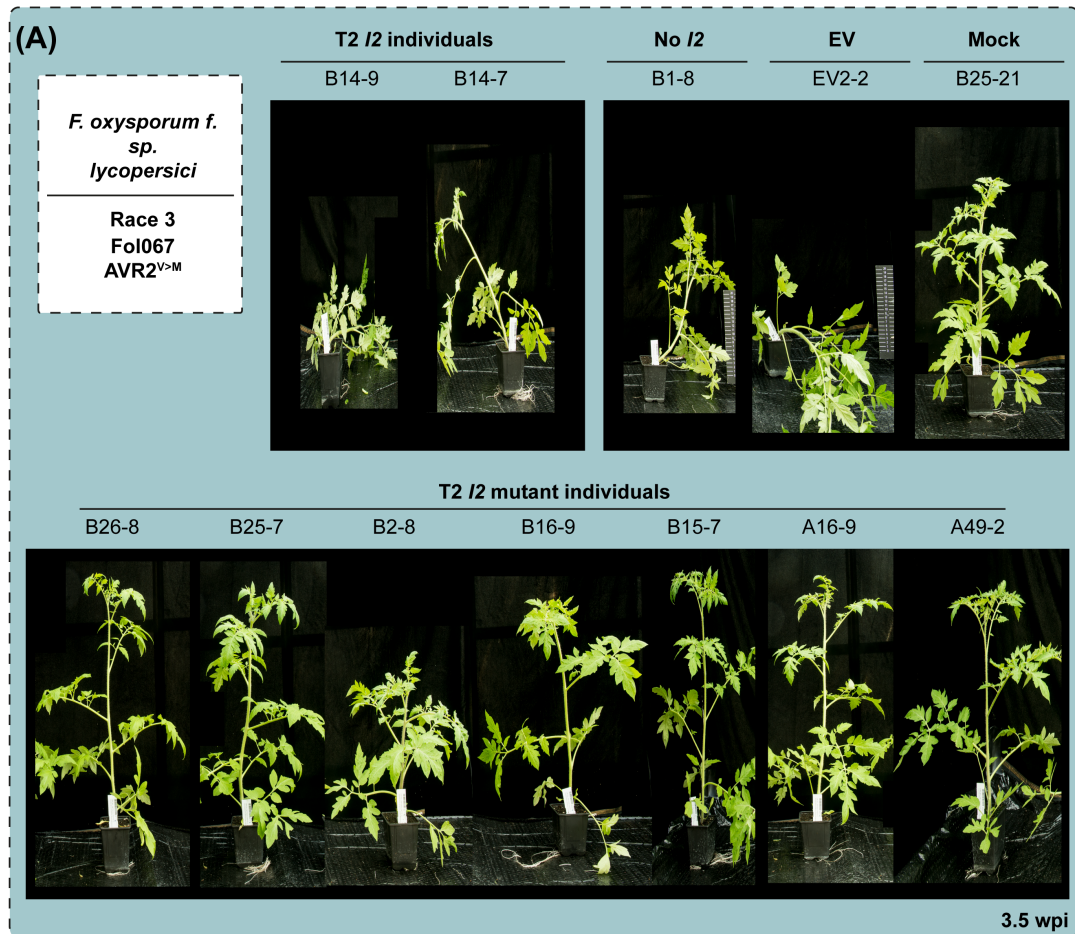 (A)
T2 I2 individuals
No I2
EV
Mock
B14-9
B14-7
B1-8
EV2-2
B25-21
F. oxysporum f.
sp.
lycopersici
Race 3
Fol067
AVR2^V>M
T2 I2 mutant individuals
B26-8
B25-7
B2-8
B16-9
B15-7
A16-9
A49-2
3.5 wpi